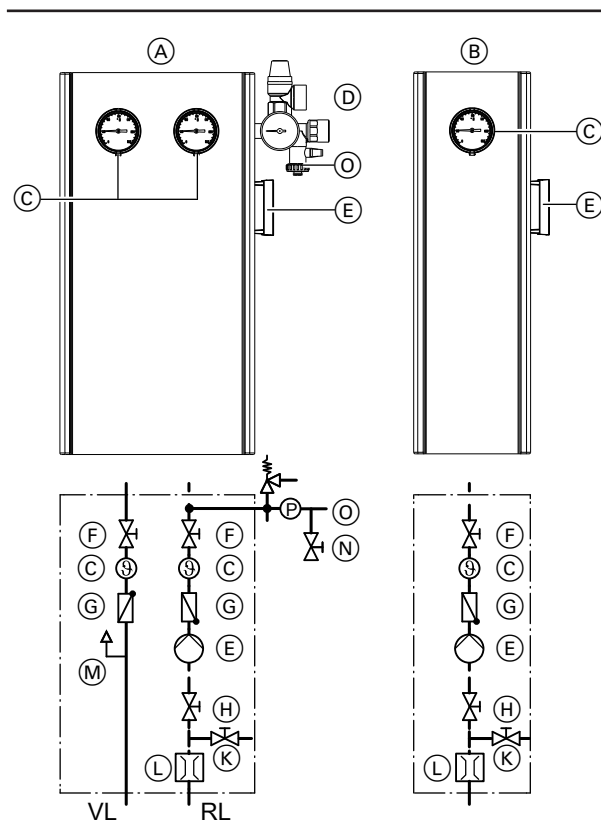 A B
D
C
O
C
E E
O
P
F F N F
C ϑ ϑ C ϑ C
G G G
E E
M
H H
L K L K
VL RL